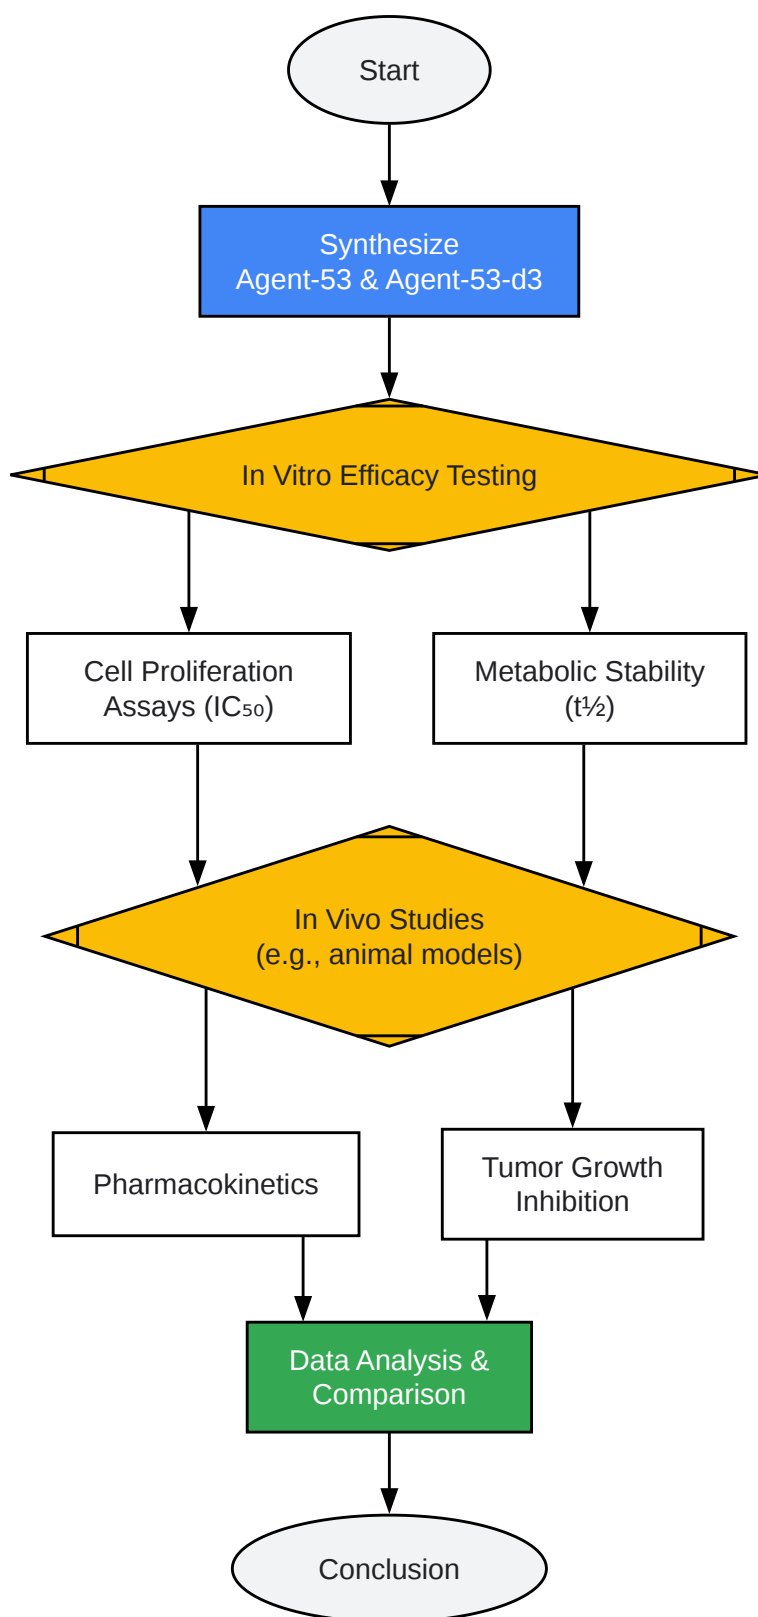 Start
Synthesize
Agent-53 & Agent-53-d3
In Vitro Efficacy Testing
Cell Proliferation
Assays (IC₅₀)
Metabolic Stability
(t½)
In Vivo Studies
(e.g., animal models)
Pharmacokinetics
Tumor Growth
Inhibition
Data Analysis &
Comparison
Conclusion